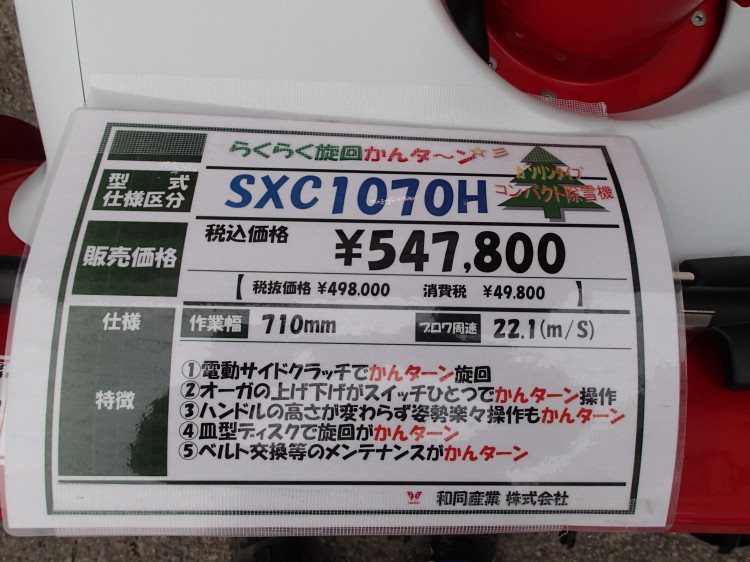 らくらく旋回かんタ～ン☆彡
型式
仕様区分
SXC1070H
ガソリンタイプ
コンパクト除雪機
販売価格
税込価格
¥547,800
【 税抜価格 ¥498,000 消費税 ¥49,800 】
仕様
作業幅 710mm ブロワ周速 22.1(m/S)
特徴
①電動サイドクラッチでかんターン旋回
②オーガの上げ下げがスイッチひとつでかんターン操作
③ハンドルの高さが変わらず姿勢楽々操作もかんターン
④皿型ディスクで旋回がかんターン
⑤ベルト交換等のメンテナンスがかんターン
和同産業 株式会社